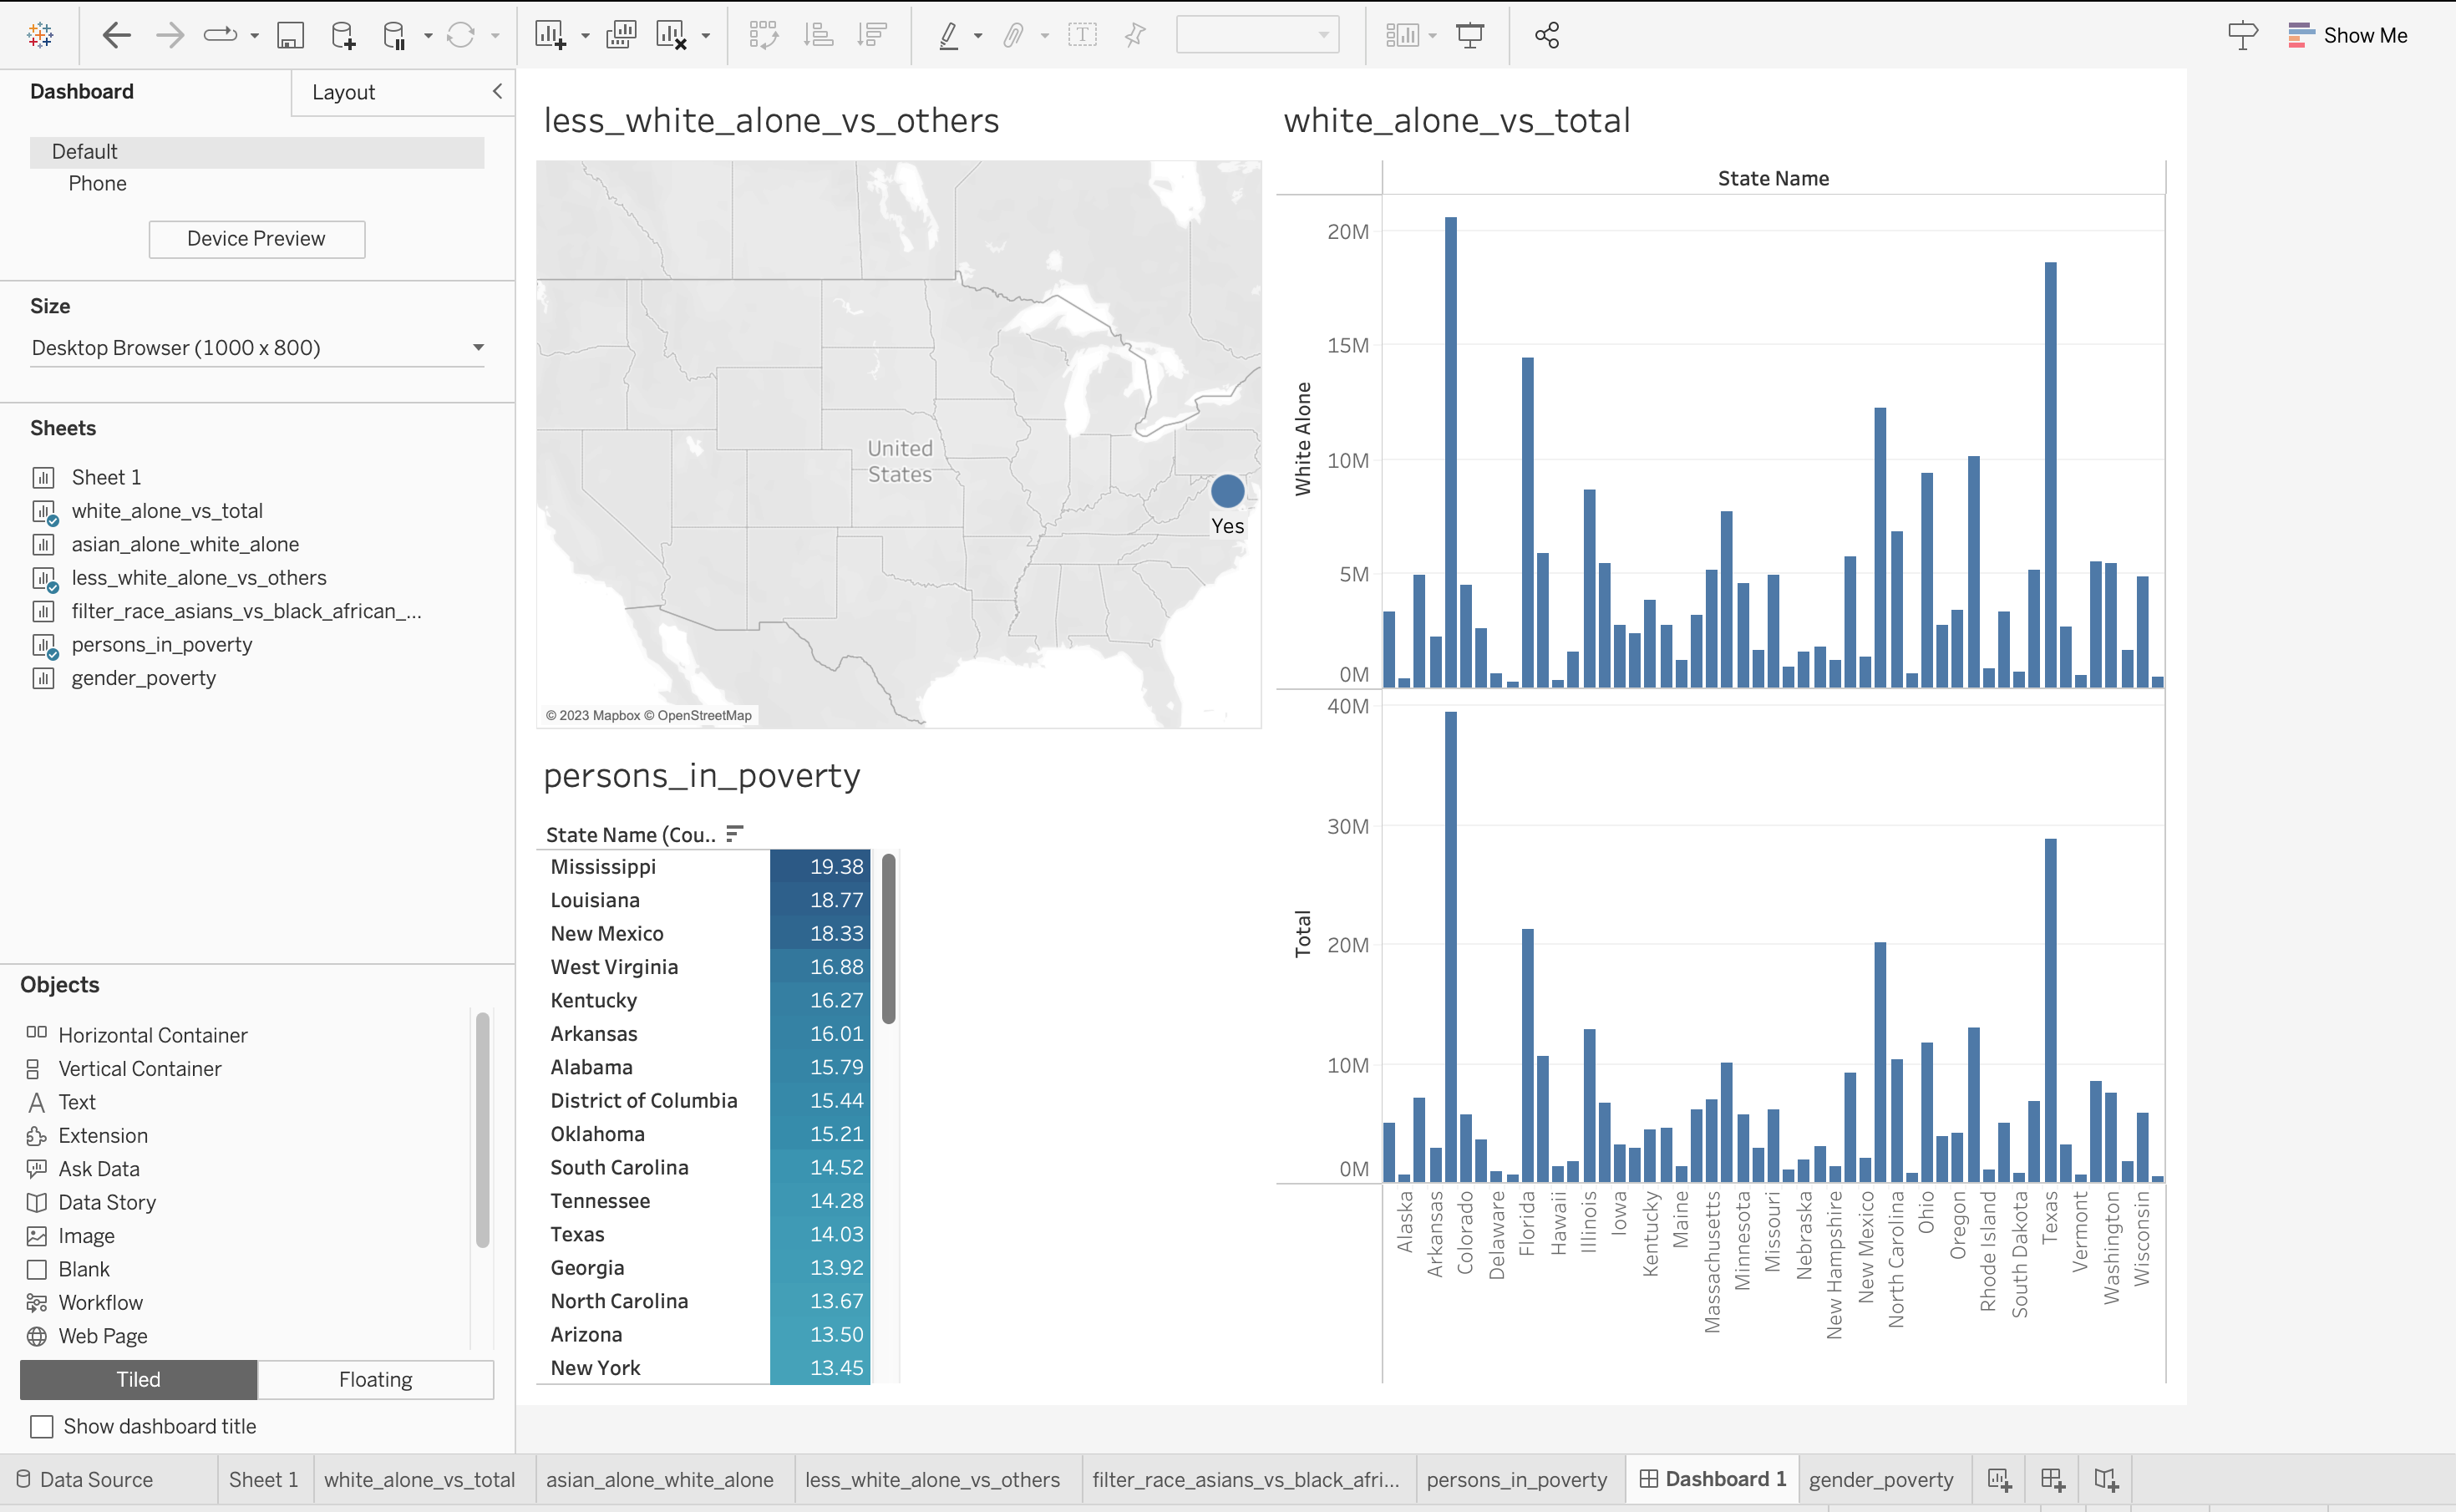 Show Me
Dashboard
Layout
Default
Phone
Device Preview
Size
Desktop Browser (1000 x 800)
Sheets
Sheet 1
white_alone_vs_total
asian_alone_white_alone
less_white_alone_vs_others
filter_race_asians_vs_black_african_...
persons_in_poverty
gender_poverty
Objects
Horizontal Container
Vertical Container
Text
Extension
Ask Data
Data Story
Image
Blank
Workflow
Web Page
Tiled
Floating
Show dashboard title
less_white_alone_vs_others
United
States
Yes
© 2023 Mapbox © OpenStreetMap
persons_in_poverty
State Name (Cou..
Mississippi 19.38
Louisiana 18.77
New Mexico 18.33
West Virginia 16.88
Kentucky 16.27
Arkansas 16.01
Alabama 15.79
District of Columbia 15.44
Oklahoma 15.21
South Carolina 14.52
Tennessee 14.28
Texas 14.03
Georgia 13.92
North Carolina 13.67
Arizona 13.50
New York 13.45
white_alone_vs_total
State Name
White Alone
20M
15M
10M
5M
0M
Total
40M
30M
20M
10M
0M
Alaska
Arkansas
Colorado
Delaware
Florida
Hawaii
Illinois
Iowa
Kentucky
Maine
Massachusetts
Minnesota
Missouri
Nebraska
New Hampshire
New Mexico
North Carolina
Ohio
Oregon
Rhode Island
South Dakota
Texas
Vermont
Washington
Wisconsin
Data Source
Sheet 1
white_alone_vs_total
asian_alone_white_alone
less_white_alone_vs_others
filter_race_asians_vs_black_afri...
persons_in_poverty
Dashboard 1
gender_poverty